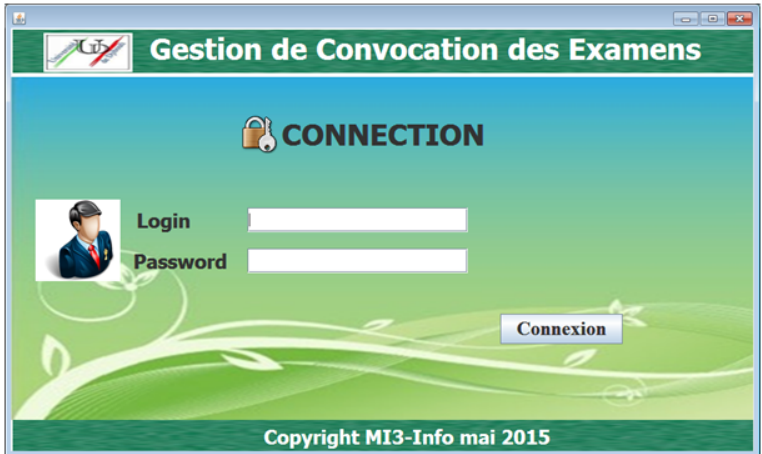 Gestion de Convocation des Examens
CONNECTION
Login
Password
Connexion
Copyright MI3-Info mai 2015